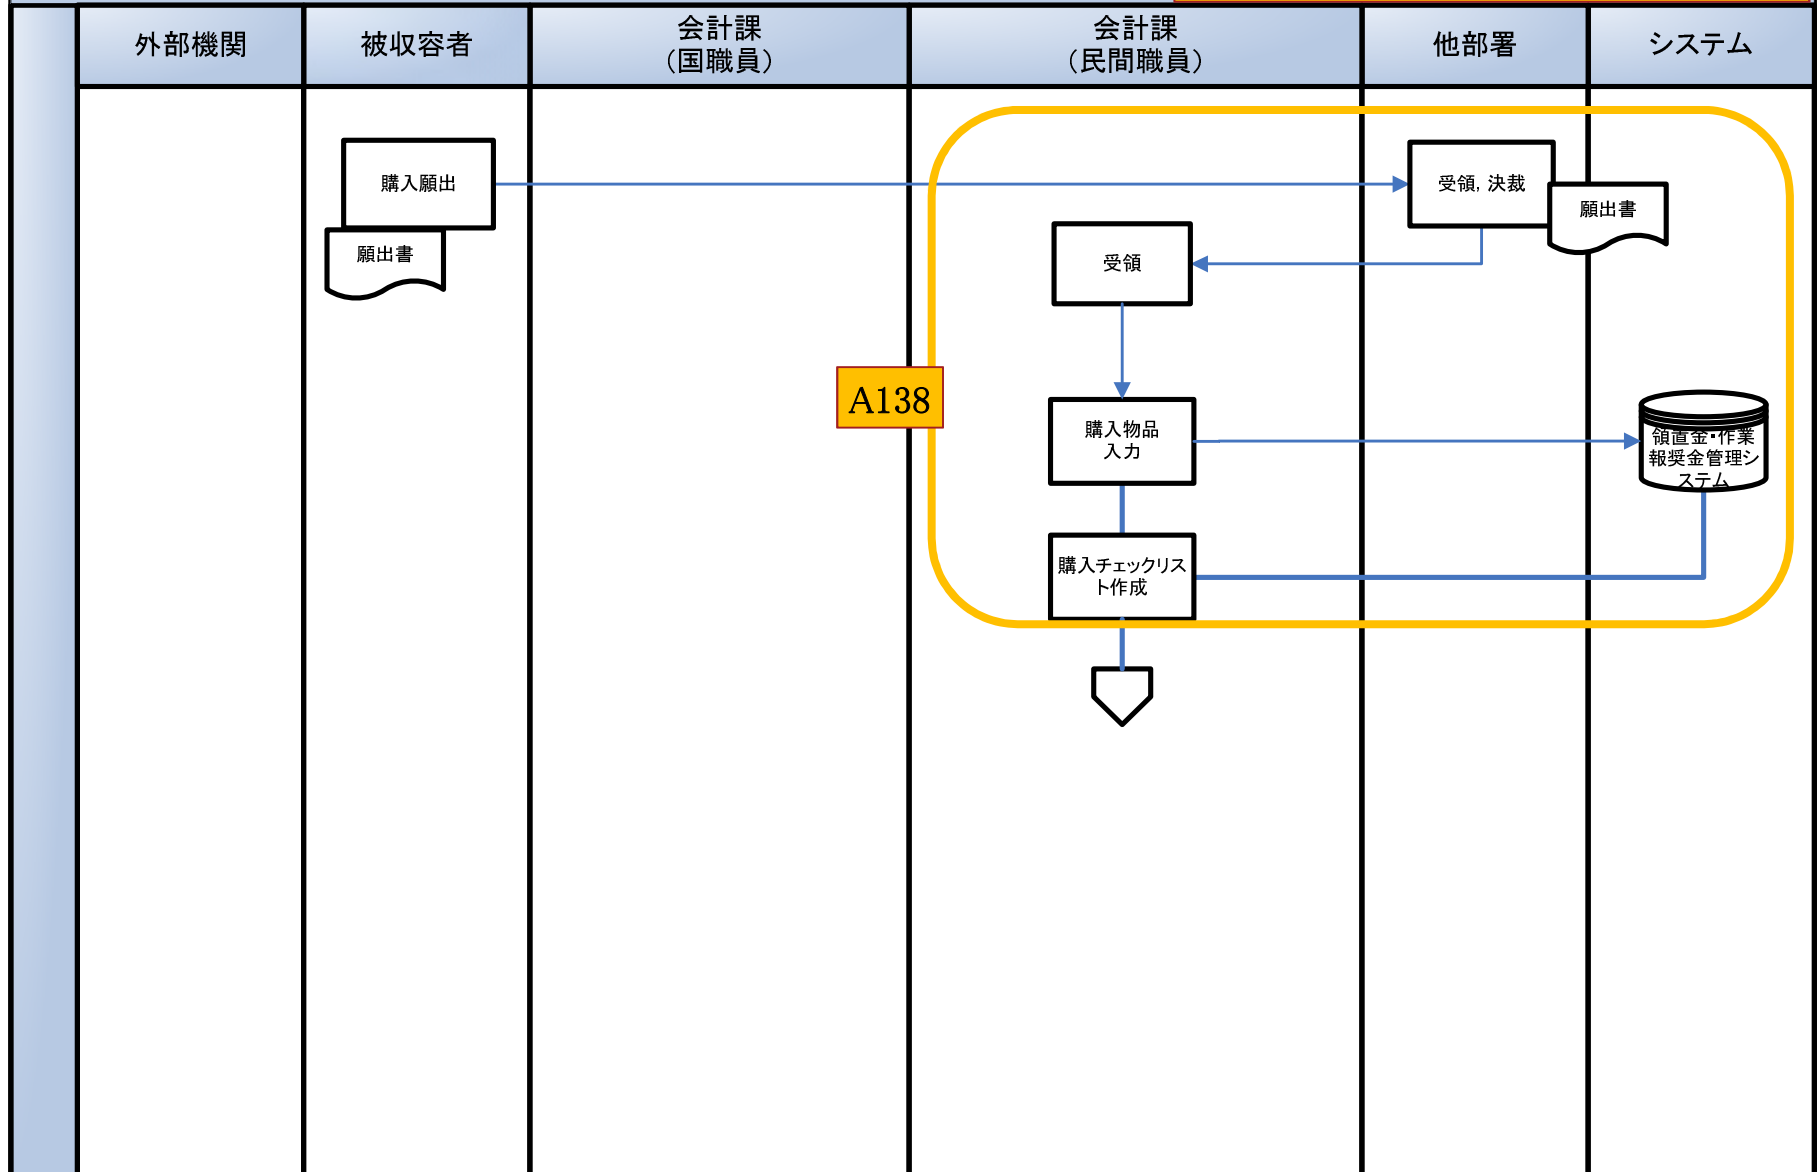 外部機関
被収容者
会計課
（国職員）
会計課
（民間職員）
他部署
システム
購入願出
願出書
受領，決裁
願出書
受領
A138
購入物品
入力
領置金・作業
報奨金管理シ
ステム
購入チェックリス
ト作成